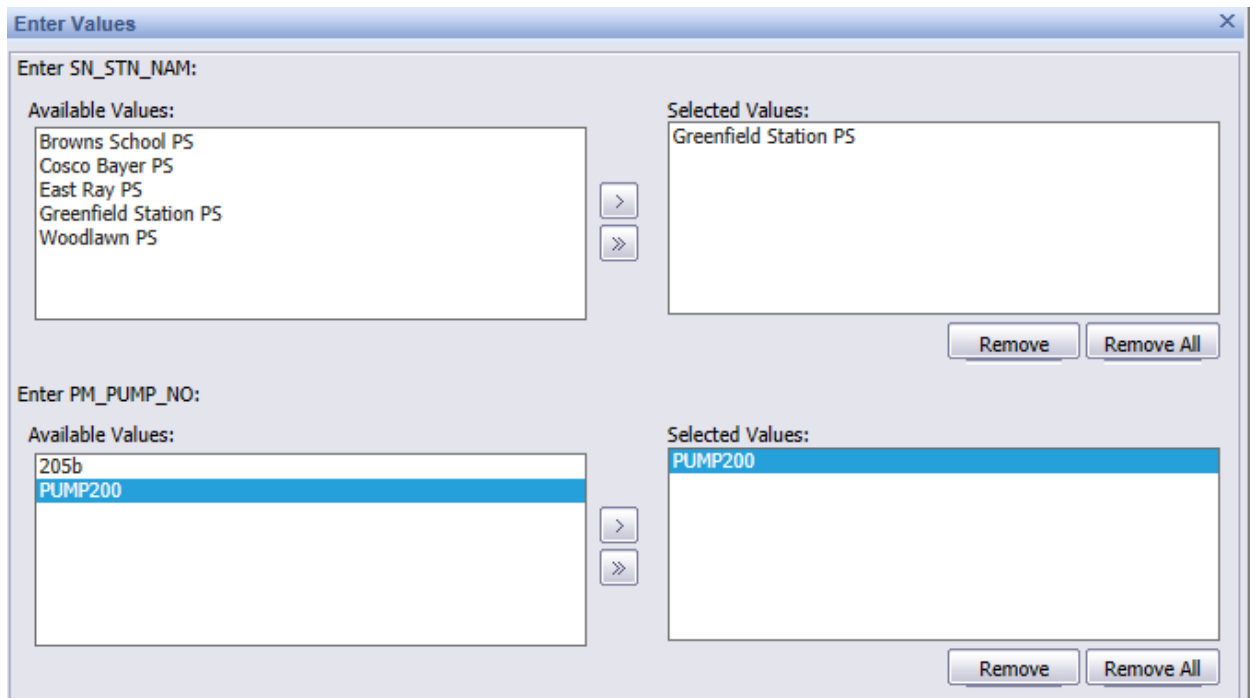 Enter Values
Enter SN_STN_NAM:
Available Values:
Browns School PS
Cosco Bayer PS
East Ray PS
Greenfield Station PS
Woodlawn PS
>
>>
Selected Values:
Greenfield Station PS
Remove Remove All
Enter PM_PUMP_NO:
Available Values:
205b
PUMP200
>
>>
Selected Values:
PUMP200
Remove Remove All